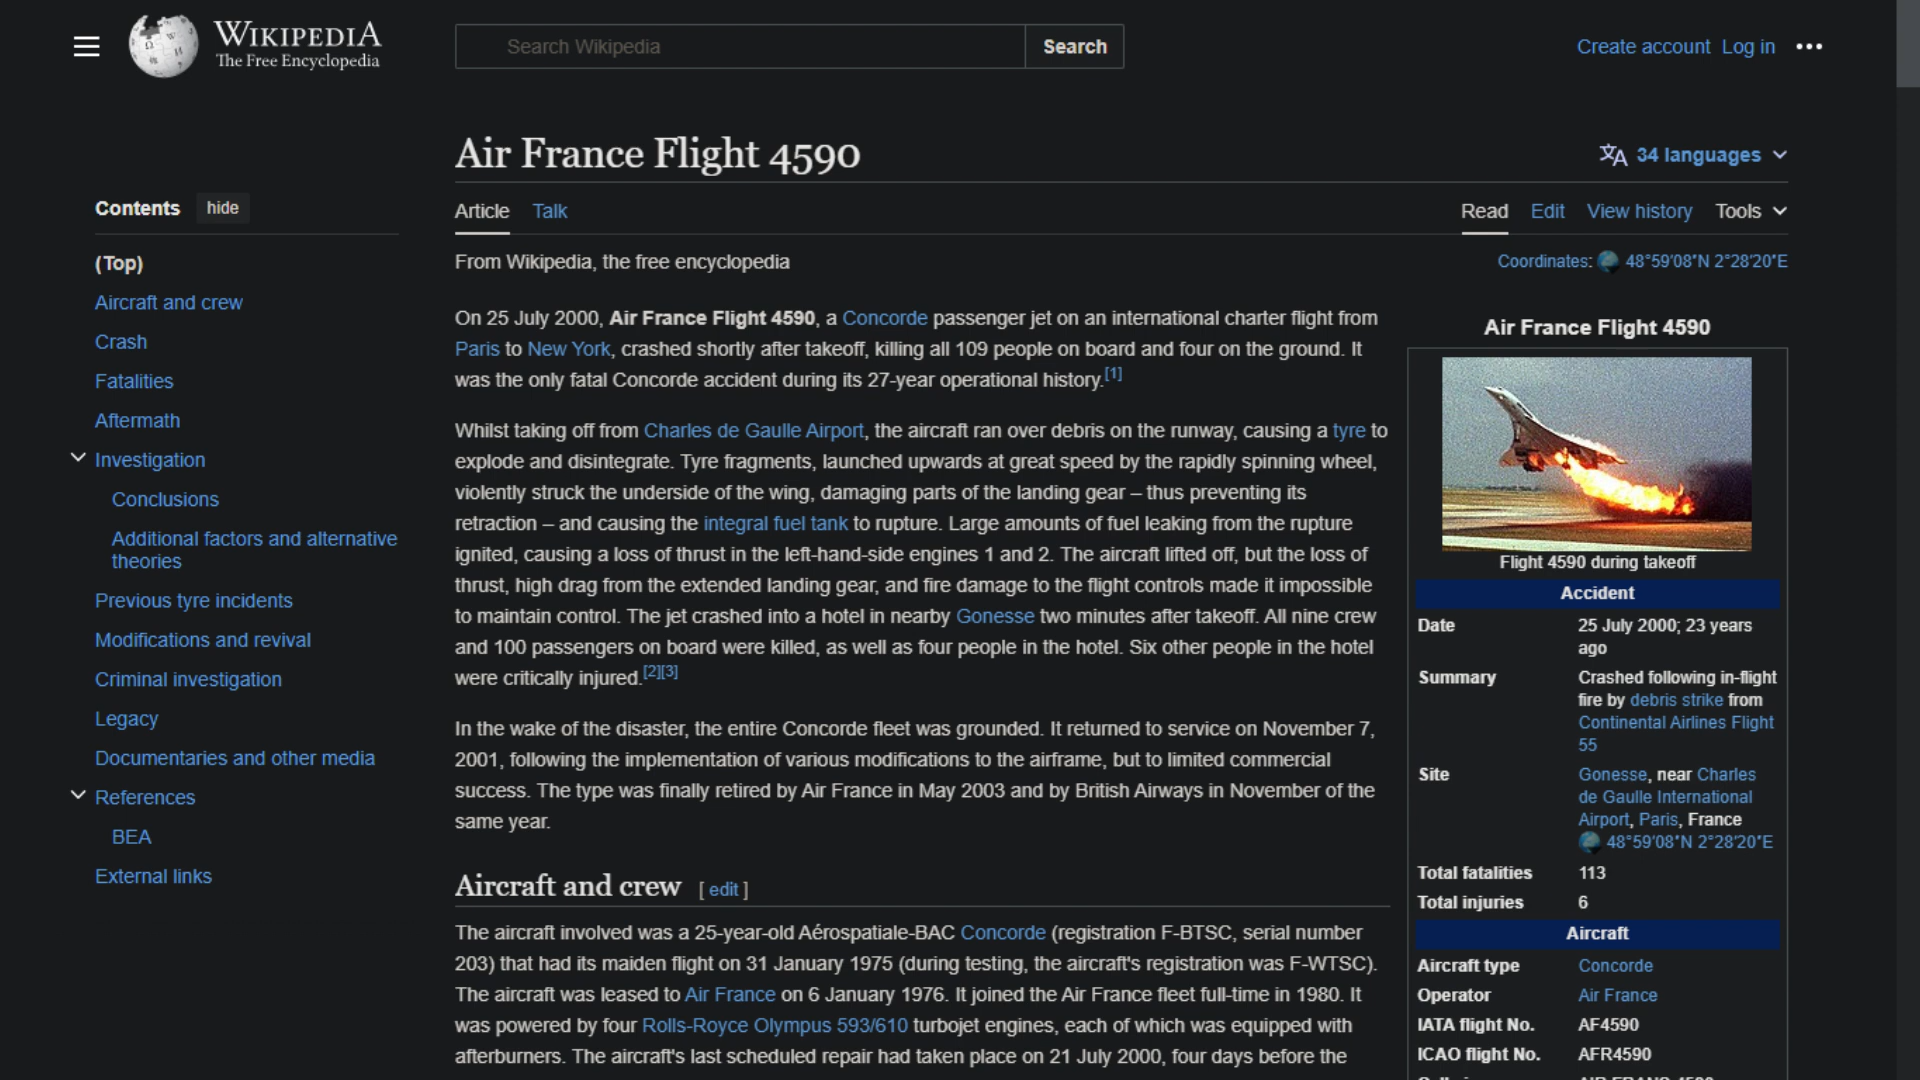 WIKIPEDIA
The Free Encyclopedia
Search Wikipedia
Search
Create account Log in
Air France Flight 4590
34 languages
Contents hide
Article Talk
Read Edit View history Tools
(Top)
Aircraft and crew
Crash
Fatalities
Aftermath
Investigation
Conclusions
Additional factors and alternative
theories
Previous tyre incidents
Modifications and revival
Criminal investigation
Legacy
Documentaries and other media
References
BEA
External links
From Wikipedia, the free encyclopedia
Coordinates: 48°59′08″N 2°28′20″E
On 25 July 2000, Air France Flight 4590, a Concorde passenger jet on an international charter flight from
Paris to New York, crashed shortly after takeoff, killing all 109 people on board and four on the ground. It
was the only fatal Concorde accident during its 27-year operational history.[1]
Whilst taking off from Charles de Gaulle Airport, the aircraft ran over debris on the runway, causing a tyre to
explode and disintegrate. Tyre fragments, launched upwards at great speed by the rapidly spinning wheel,
violently struck the underside of the wing, damaging parts of the landing gear – thus preventing its
retraction – and causing the integral fuel tank to rupture. Large amounts of fuel leaking from the rupture
ignited, causing a loss of thrust in the left-hand-side engines 1 and 2. The aircraft lifted off, but the loss of
thrust, high drag from the extended landing gear, and fire damage to the flight controls made it impossible
to maintain control. The jet crashed into a hotel in nearby Gonesse two minutes after takeoff. All nine crew
and 100 passengers on board were killed, as well as four people in the hotel. Six other people in the hotel
were critically injured.[2][3]
In the wake of the disaster, the entire Concorde fleet was grounded. It returned to service on November 7,
2001, following the implementation of various modifications to the airframe, but to limited commercial
success. The type was finally retired by Air France in May 2003 and by British Airways in November of the
same year.
Aircraft and crew [ edit ]
The aircraft involved was a 25-year-old Aérospatiale-BAC Concorde (registration F-BTSC, serial number
203) that had its maiden flight on 31 January 1975 (during testing, the aircraft's registration was F-WTSC).
The aircraft was leased to Air France on 6 January 1976. It joined the Air France fleet full-time in 1980. It
was powered by four Rolls-Royce Olympus 593/610 turbojet engines, each of which was equipped with
afterburners. The aircraft's last scheduled repair had taken place on 21 July 2000, four days before the
Air France Flight 4590
Flight 4590 during takeoff
Accident
Date 25 July 2000; 23 years
ago
Summary Crashed following in-flight
fire by debris strike from
Continental Airlines Flight
55
Site Gonesse, near Charles
de Gaulle International
Airport, Paris, France
48°59′08″N 2°28′20″E
Total fatalities 113
Total injuries 6
Aircraft
Aircraft type Concorde
Operator Air France
IATA flight No. AF4590
ICAO flight No. AFR4590